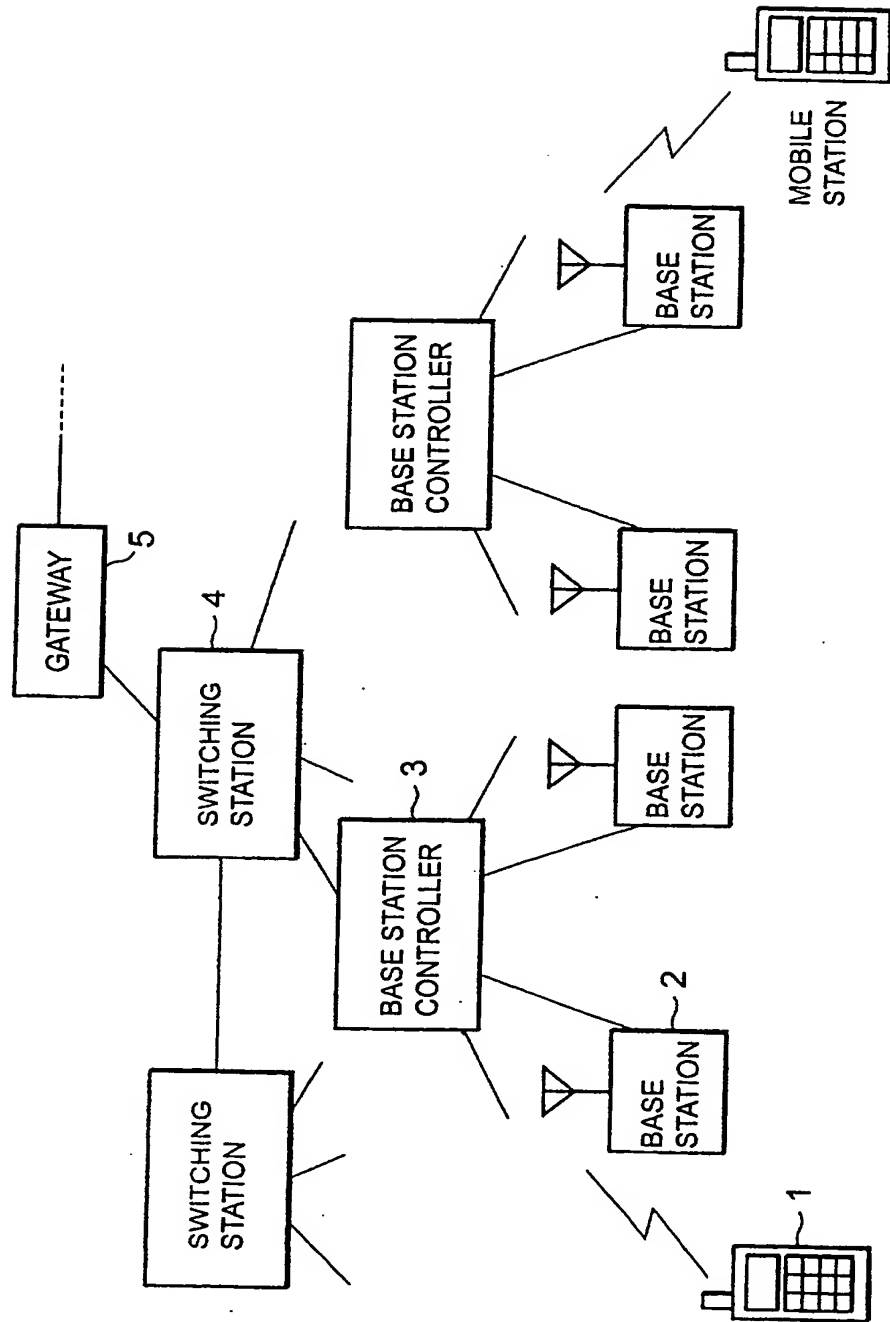 GATEWAY
5
SWITCHING
STATION
4
SWITCHING
STATION
BASE STATION
CONTROLLER
3
BASE STATION
CONTROLLER
BASE
STATION
2
BASE
STATION
BASE
STATION
BASE
STATION
1
MOBILE
STATION